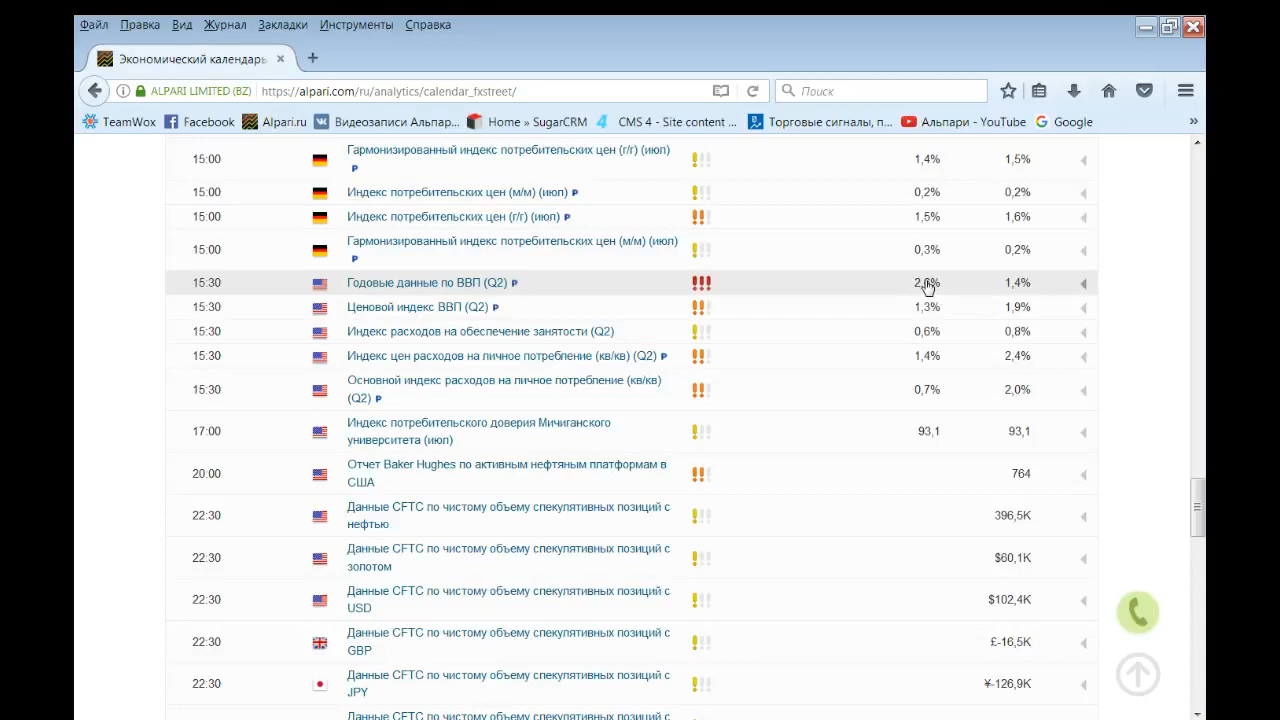 Файл Правка Вид Журнал Закладки Инструменты Справка
Экономический календарь
ALPARI LIMITED (BZ) https://alpari.com/ru/analytics/calendar_fxstreet/ Поиск
TeamWox Facebook Alpari.ru Видеозаписи Альпар... Home » SugarCRM CMS 4 - Site content ... Торговые сигналы, п... Альпари - YouTube Google
15:00 Гармонизированный индекс потребительских цен (г/г) (июл) 1,4% 1,5%
P
15:00 Индекс потребительских цен (м/м) (июл) P 0,2% 0,2%
15:00 Индекс потребительских цен (г/г) (июл) P 1,5% 1,6%
15:00 Гармонизированный индекс потребительских цен (м/м) (июл) 0,3% 0,2%
P
15:30 Годовые данные по ВВП (Q2) P 1,4%
15:30 Ценовой индекс ВВП (Q2) P 1,3% 1,9%
15:30 Индекс расходов на обеспечение занятости (Q2) 0,6% 0,8%
15:30 Индекс цен расходов на личное потребление (кв/кв) (Q2) P 1,4% 2,4%
15:30 Основной индекс расходов на личное потребление (кв/кв) 0,7% 2,0%
(Q2) P
17:00 Индекс потребительского доверия Мичиганского 93,1 93,1
университета (июл)
20:00 Отчет Baker Hughes по активным нефтяным платформам в 764
США
22:30 Данные CFTC по чистому объему спекулятивных позиций с 396,5K
нефтью
22:30 Данные CFTC по чистому объему спекулятивных позиций с $60,1K
золотом
22:30 Данные CFTC по чистому объему спекулятивных позиций с $102,4K
USD
22:30 Данные CFTC по чистому объему спекулятивных позиций с £-16,5K
GBP
22:30 Данные CFTC по чистому объему спекулятивных позиций с ¥-126,9K
JPY
Данные CFTC по чистому объему спекулятивных позиций с